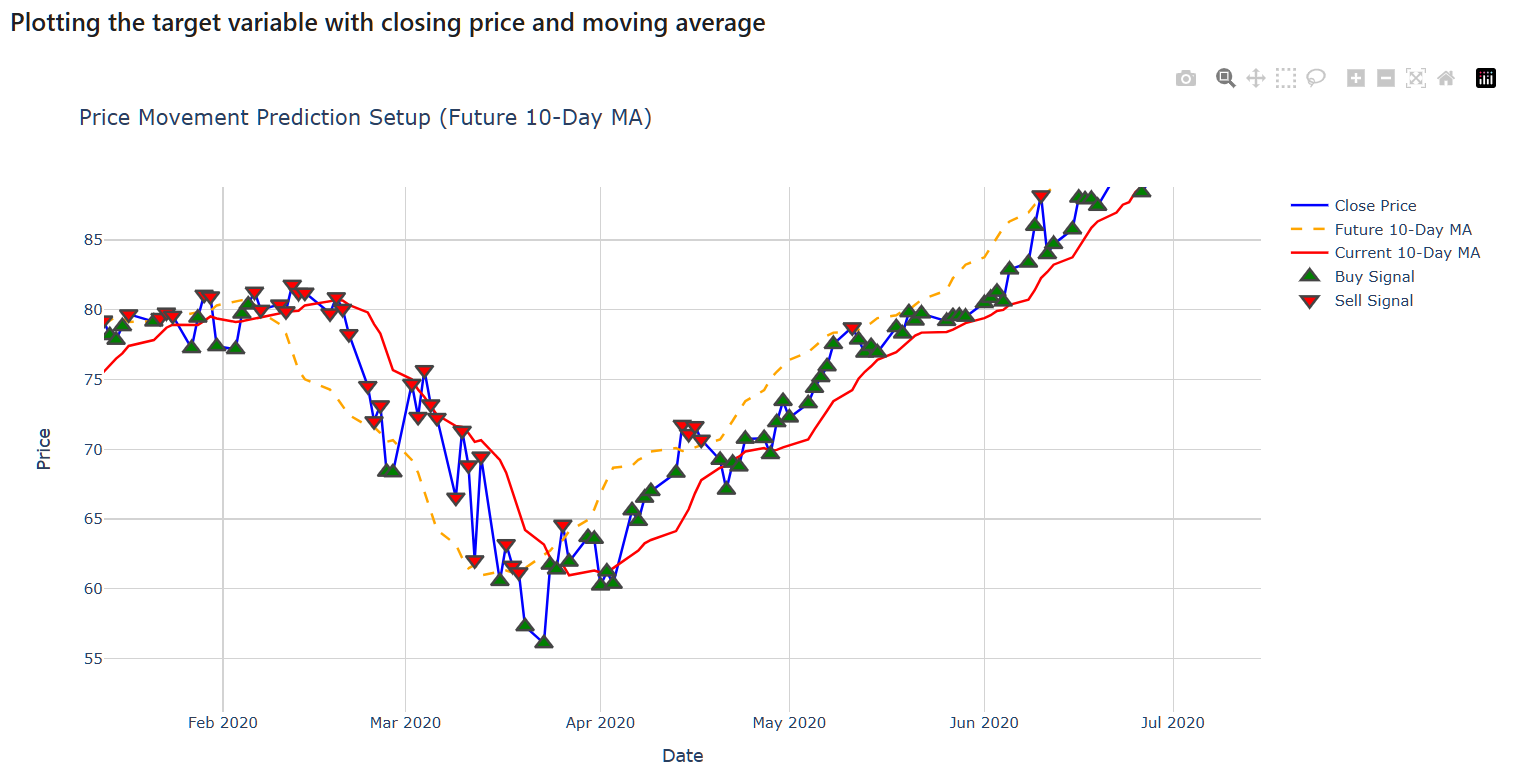 Plotting the target variable with closing price and moving average
Price Movement Prediction Setup (Future 10-Day MA)
Close Price
Future 10-Day MA
Current 10-Day MA
Buy Signal
Sell Signal
85
80
75
70
65
60
55
Price
Feb 2020 Mar 2020 Apr 2020 May 2020 Jun 2020 Jul 2020
Date